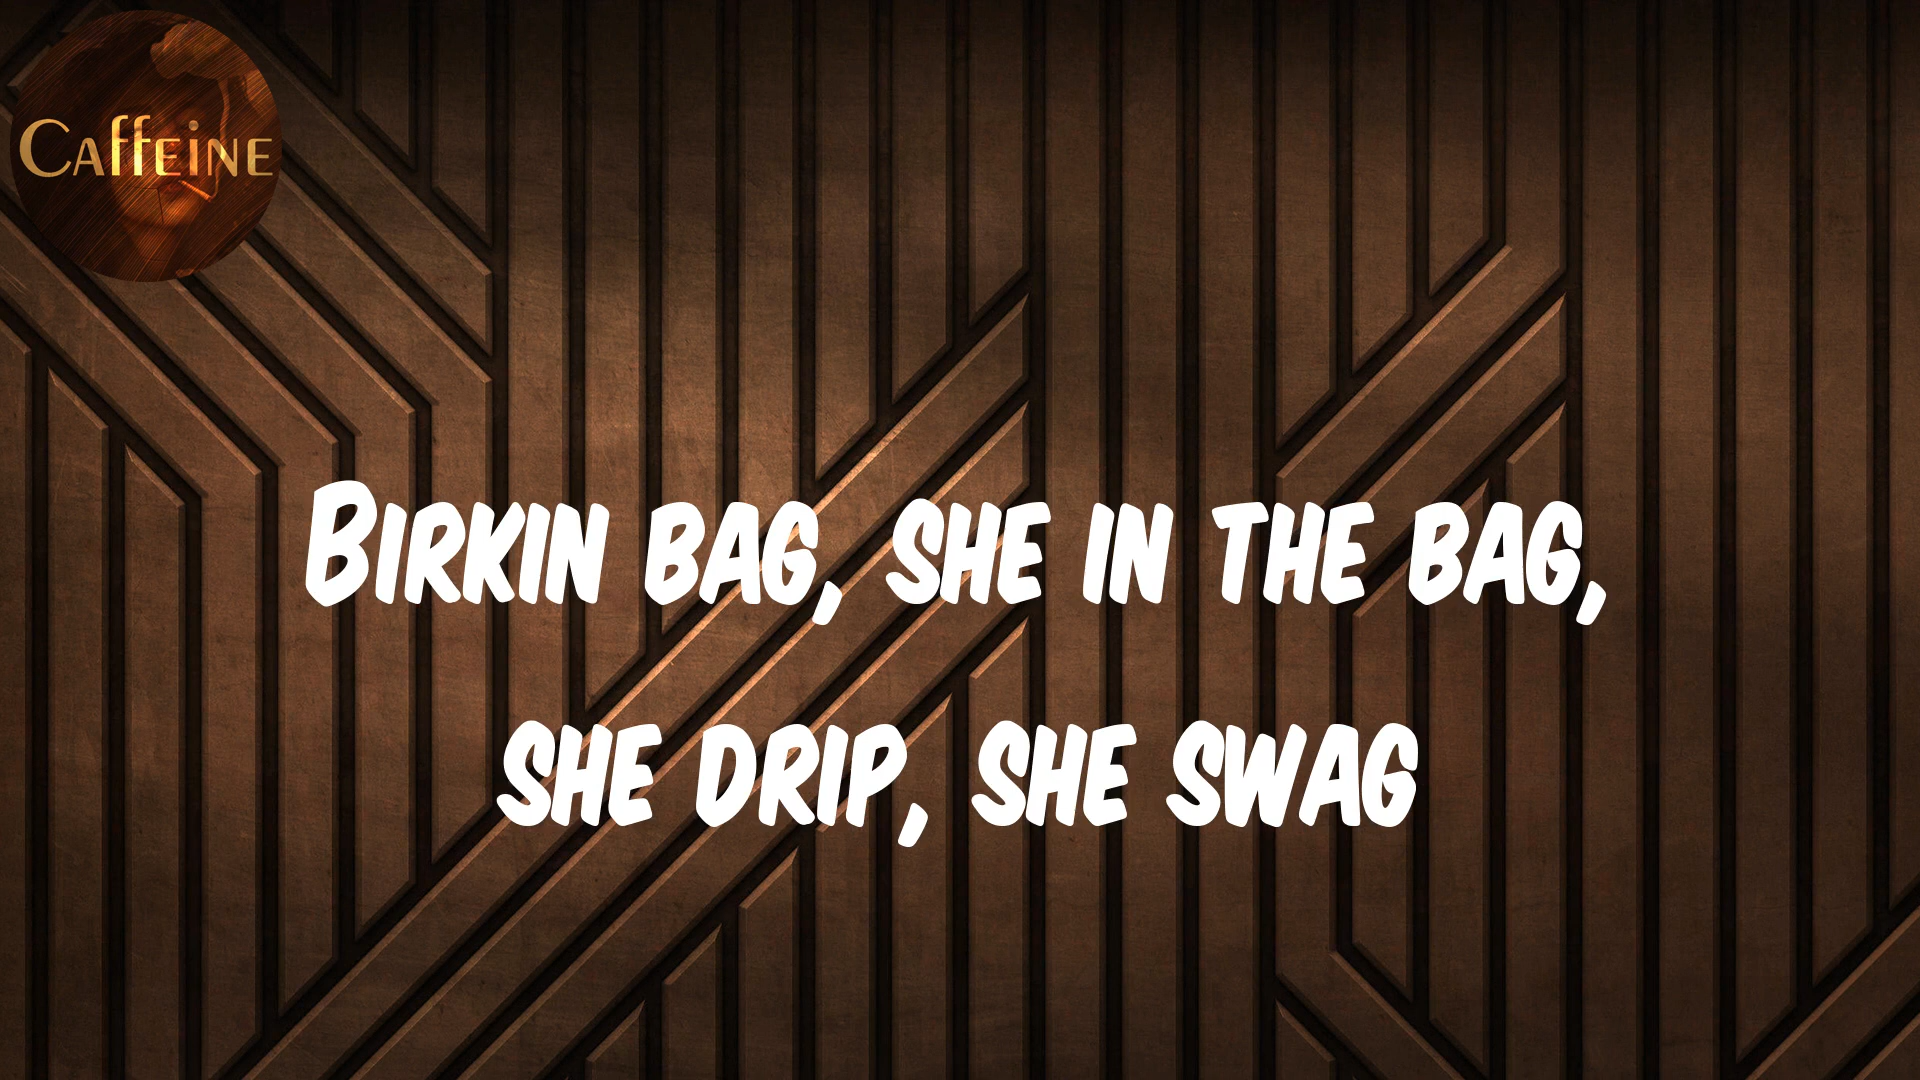 Caffeine
Birkin bag, she in the bag,
she drip, she swag